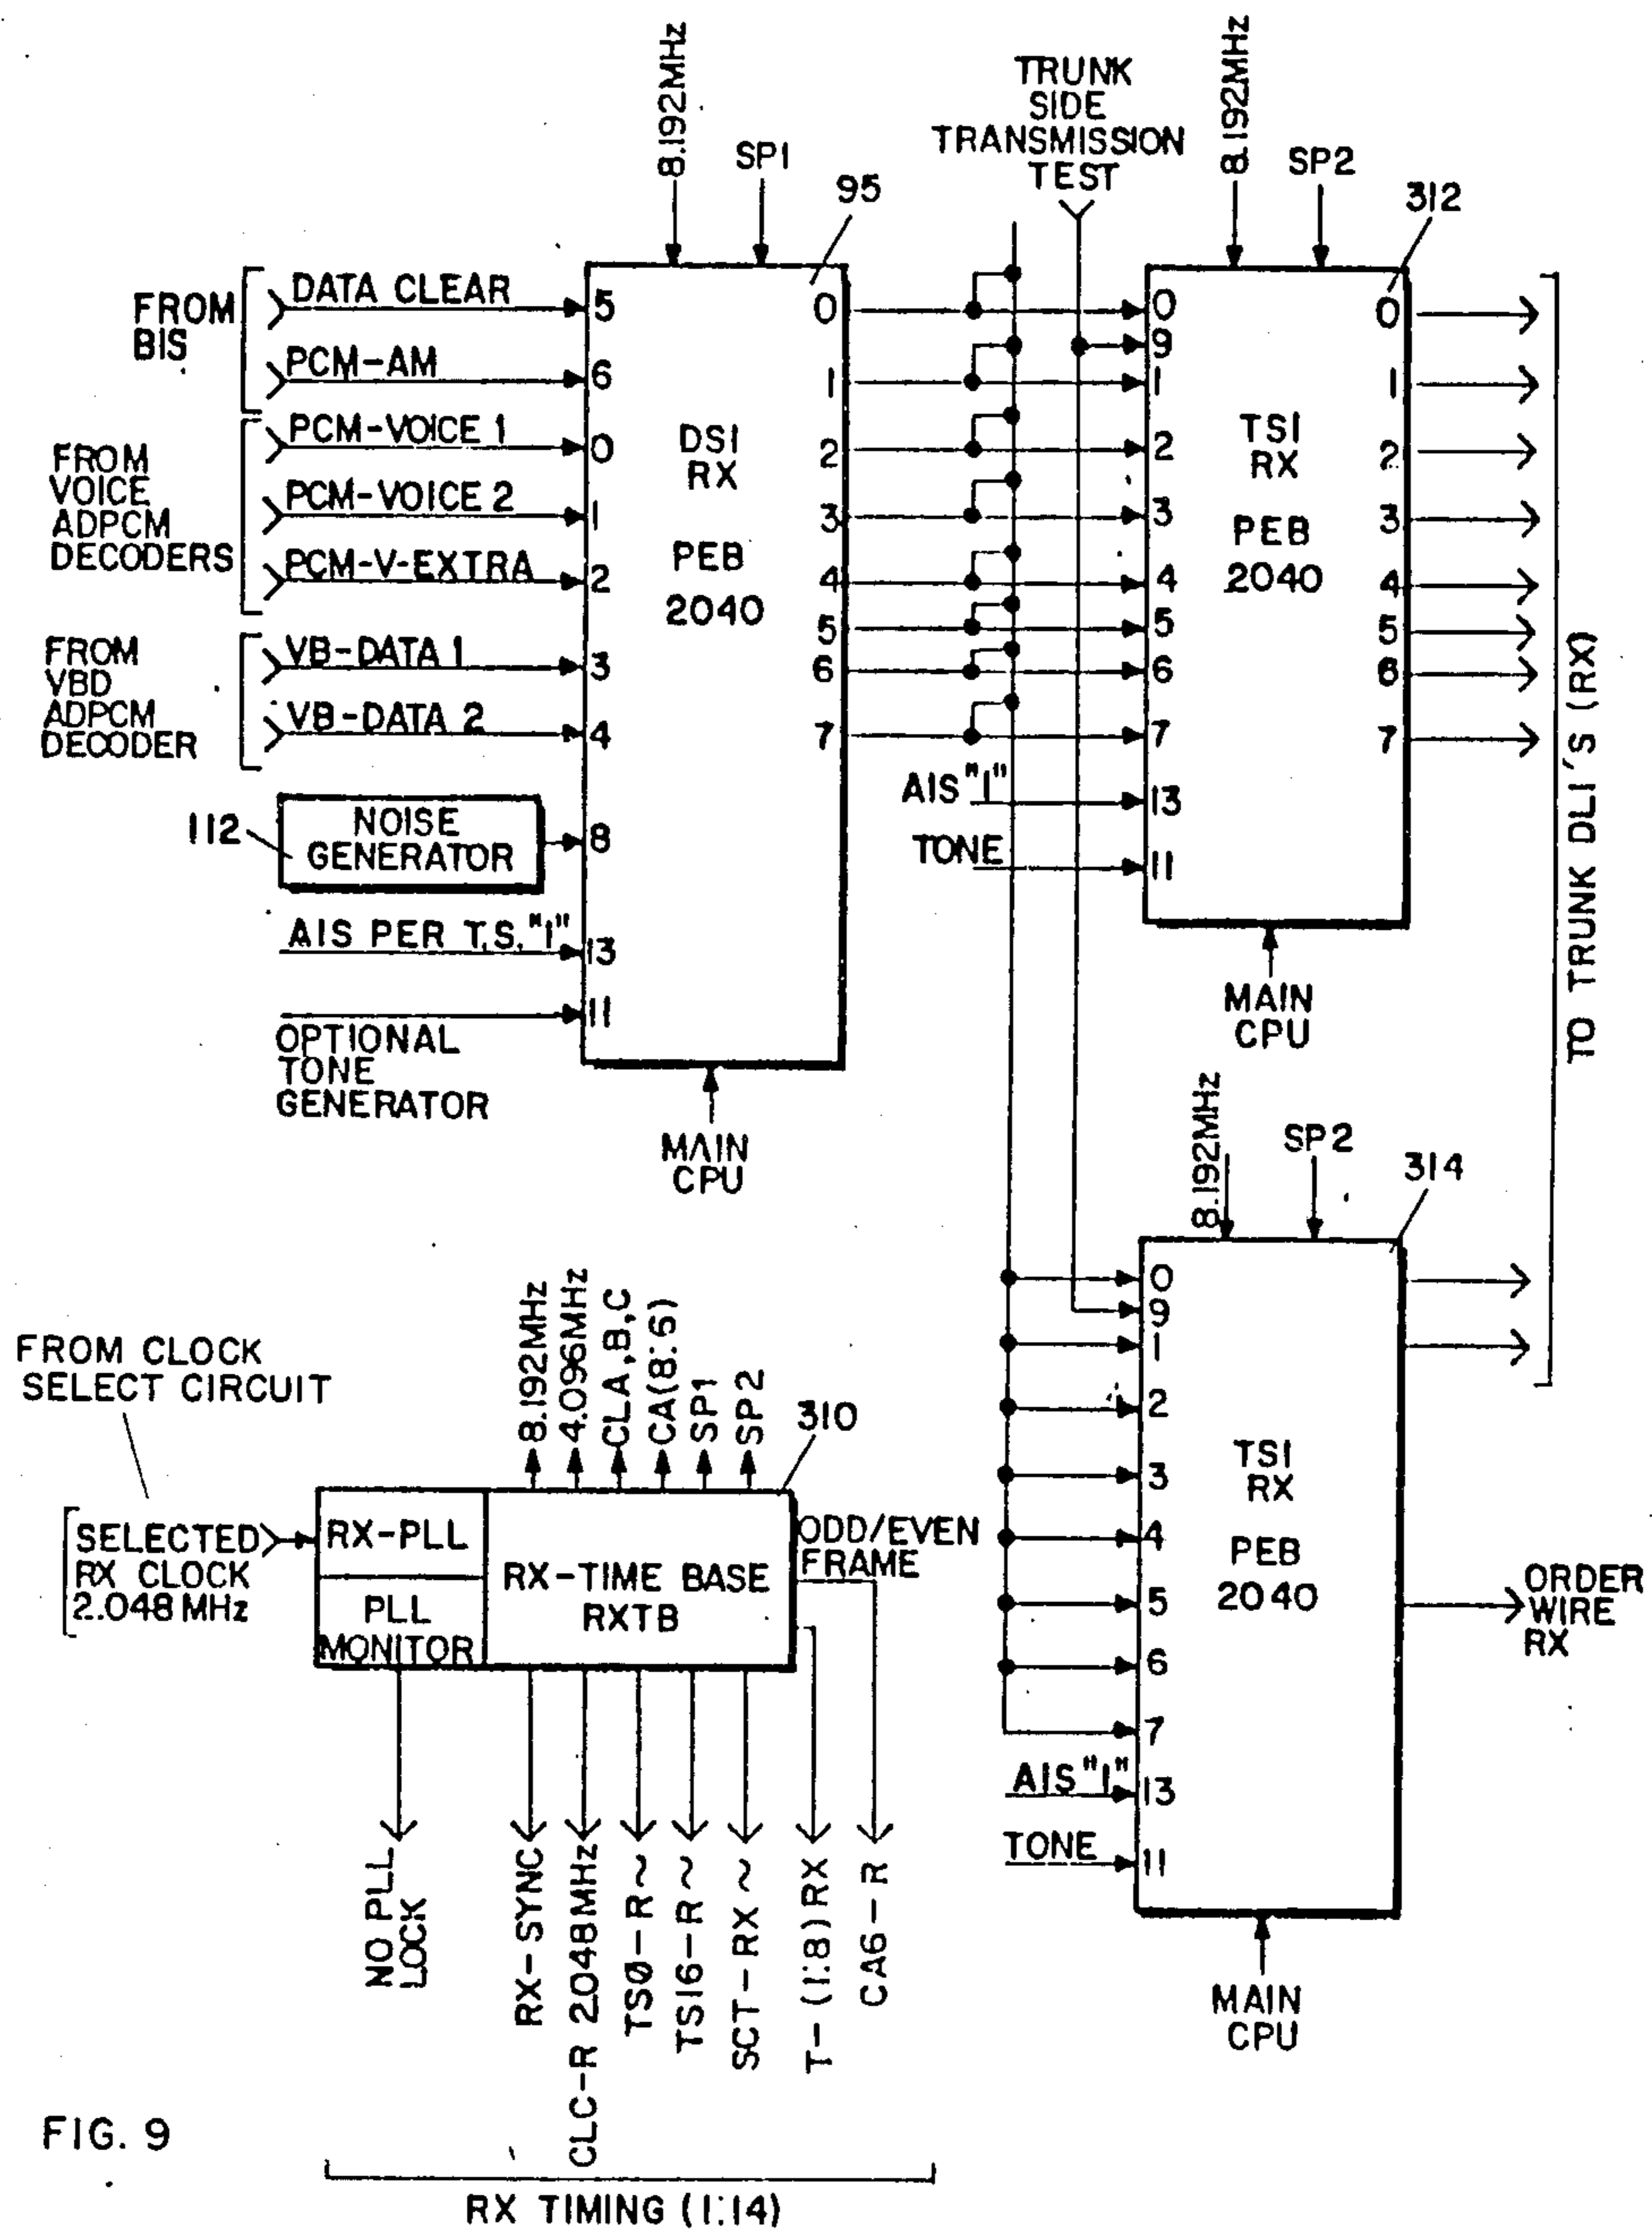 8.192MHz
SP1
TRUNK
SIDE
TRANSMISSION
TEST
8.192MHz
SP2
95
312
FROM
BIS
DATA CLEAR
PCM-AM
FROM
VOICE
ADPCM
DECODERS
PCM-VOICE 1
PCM-VOICE 2
PCM-V-EXTRA
FROM
VBD
ADPCM
DECODER
VB-DATA 1
VB-DATA 2
112
NOISE
GENERATOR
AIS PER T.S. "1"
OPTIONAL
TONE
GENERATOR
5
6
0
1
2
3
4
8
13
11
DSI
RX
PEB
2040
0
1
2
3
4
5
6
7
MAIN
CPU
AIS "1"
TONE
0
9
1
2
3
4
5
6
7
13
11
TSI
RX
PEB
2040
0
1
2
3
4
5
6
7
MAIN
CPU
TO TRUNK DLI'S (RX)
8.192MHz
SP2
314
0
9
1
2
3
4
5
6
7
13
11
AIS "1"
TONE
TSI
RX
PEB
2040
ORDER
WIRE
RX
MAIN
CPU
FROM CLOCK
SELECT CIRCUIT
SELECTED
RX CLOCK
2.048 MHz
8.192MHz
4.096MHz
CLA,B,C
CA(8:6)
SP1
SP2
310
RX-PLL
PLL
MONITOR
RX-TIME BASE
RXTB
ODD/EVEN
FRAME
NO PLL
LOCK
RX-SYNC
CLC-R 2.048MHz
TSØ-R~
TS16-R~
SCT-RX~
T-(1:8)RX
CA6-R
RX TIMING (1:14)
FIG. 9